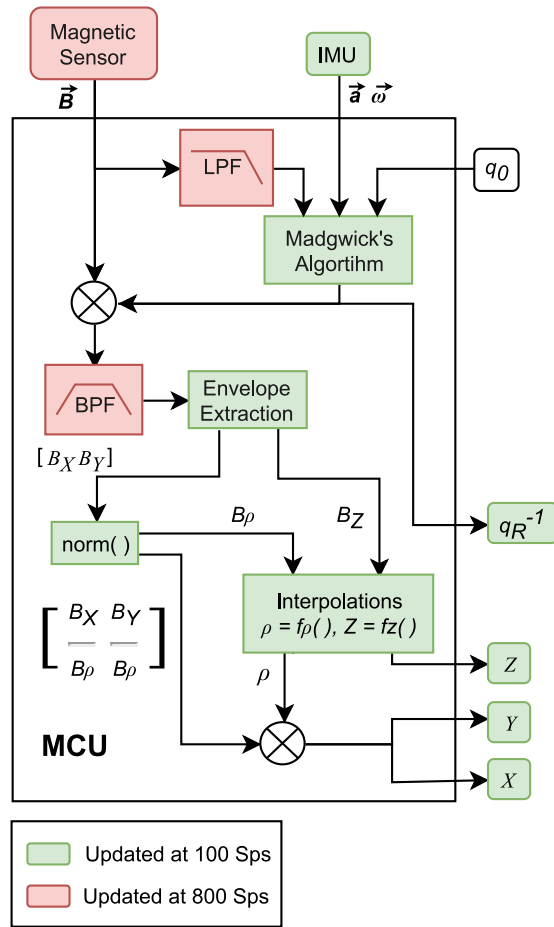 Magnetic
Sensor
IMU
B
a ω
LPF
q0
Madgwick's
Algortihm
BPF
Envelope
Extraction
[ BX BY ]
Bρ
BZ
qR-1
norm( )
Interpolations
ρ = fρ( ), Z = fz( )
BX BY
Bρ Bρ
ρ
Z
Y
MCU
X
Updated at 100 Sps
Updated at 800 Sps